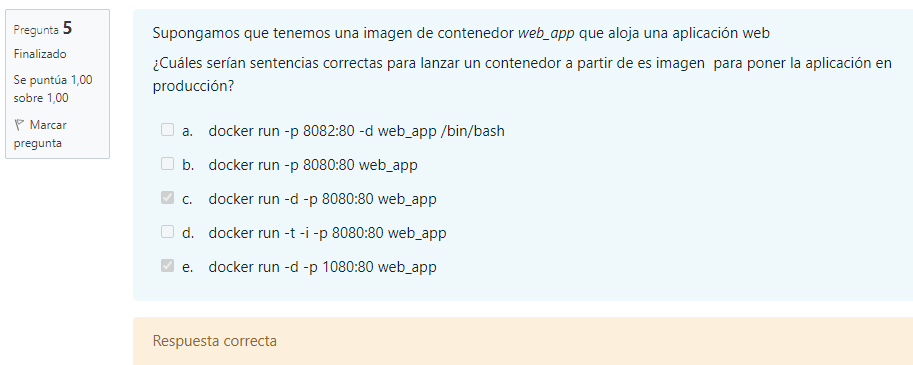 Pregunta 5
Finalizado
Se puntúa 1,00
sobre 1,00
Marcar
pregunta
Supongamos que tenemos una imagen de contenedor web_app que aloja una aplicación web
¿Cuáles serían sentencias correctas para lanzar un contenedor a partir de es imagen para poner la aplicación en
producción?
a. docker run -p 8082:80 -d web_app /bin/bash
b. docker run -p 8080:80 web_app
c. docker run -d -p 8080:80 web_app
d. docker run -t -i -p 8080:80 web_app
e. docker run -d -p 1080:80 web_app
Respuesta correcta